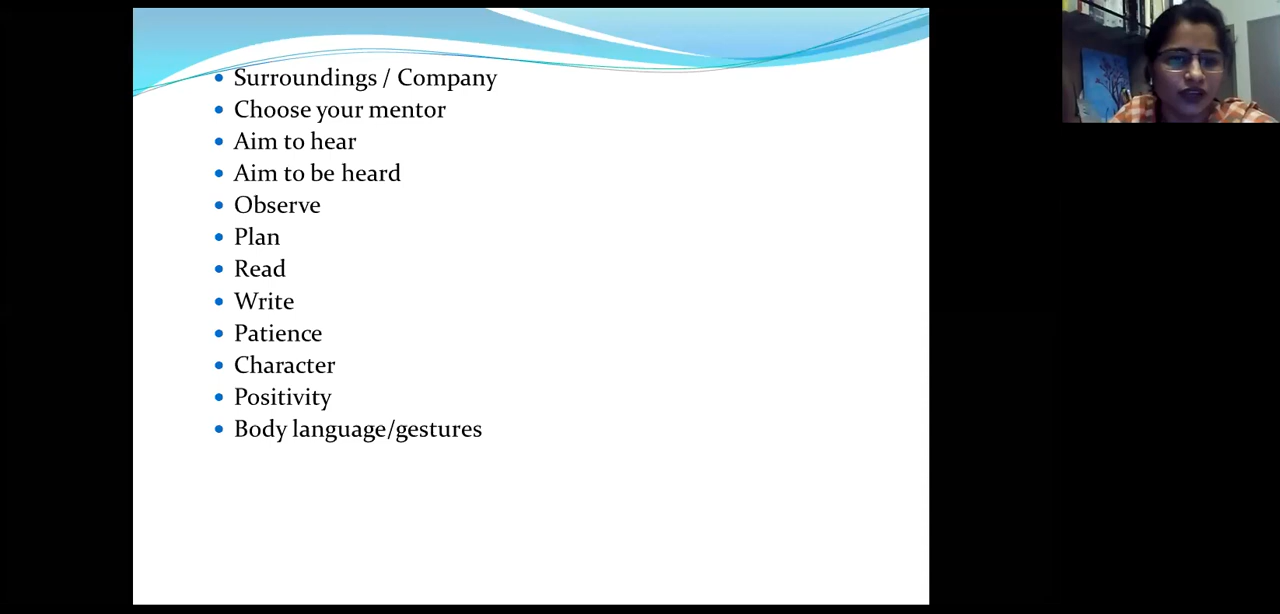 Surroundings / Company
Choose your mentor
Aim to hear
Aim to be heard
Observe
Plan
Read
Write
Patience
Character
Positivity
Body language/gestures